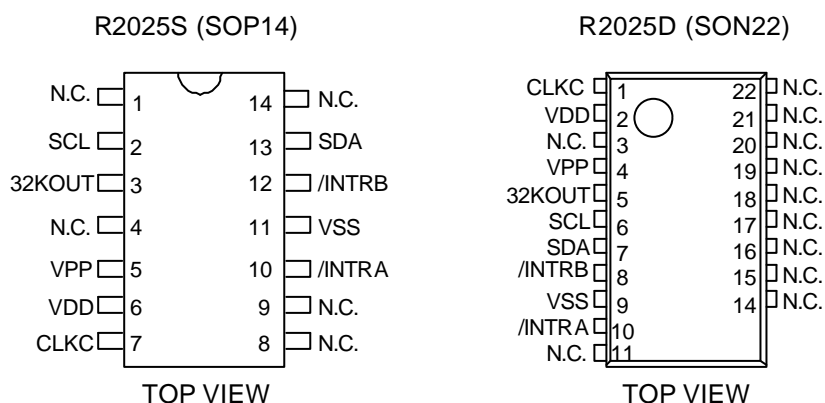 R2025S (SOP14)
N.C. 1 14 N.C.
SCL 2 13 SDA
32KOUT 3 12 /INTRB
N.C. 4 11 VSS
VPP 5 10 /INTRA
VDD 6 9 N.C.
CLKC 7 8 N.C.
TOP VIEW
R2025D (SON22)
CLKC 1 22 N.C.
VDD 2 21 N.C.
N.C. 3 20 N.C.
VPP 4 19 N.C.
32KOUT 5 18 N.C.
SCL 6 17 N.C.
SDA 7 16 N.C.
/INTRB 8 15 N.C.
VSS 9 14 N.C.
/INTRA 10
N.C. 11
TOP VIEW